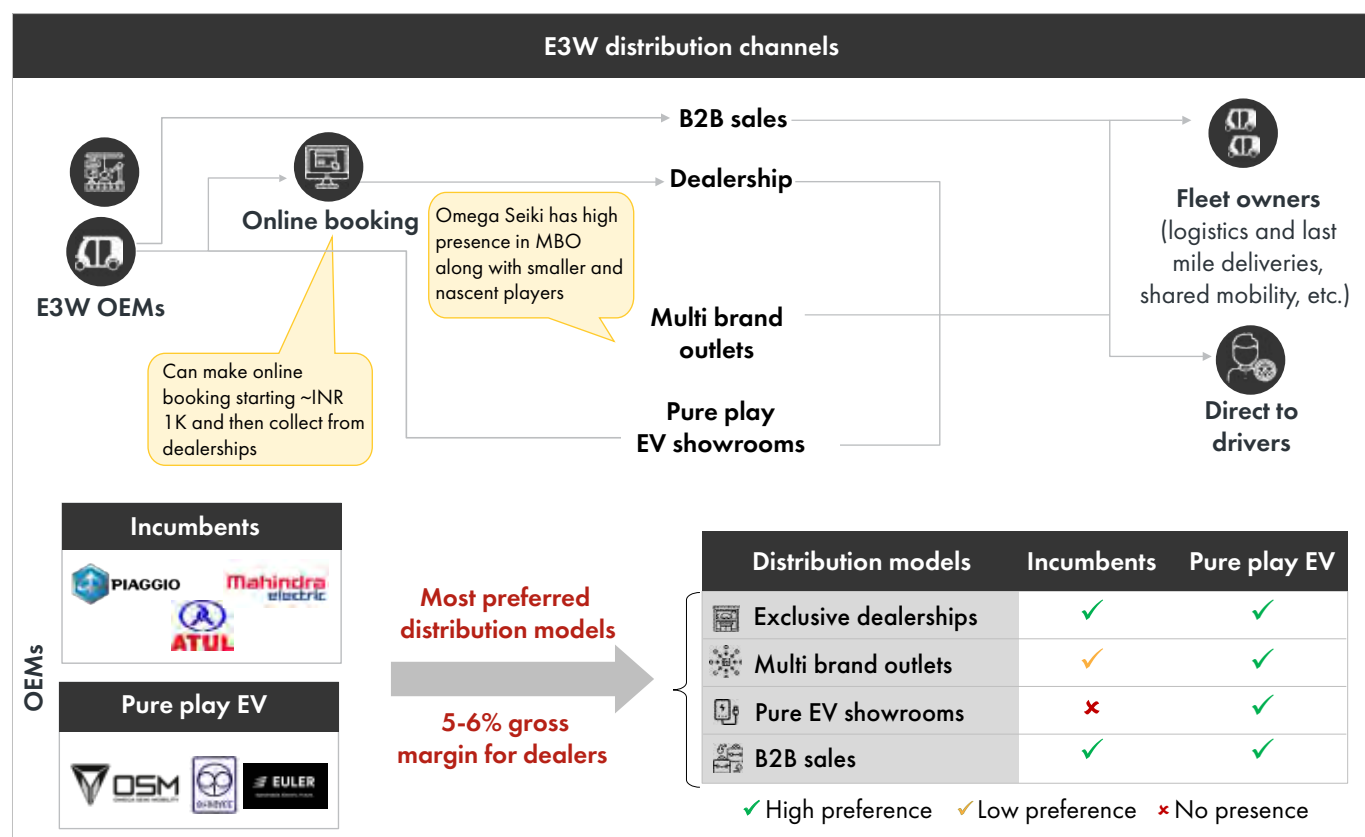 E3W distribution channels
B2B sales
Dealership
Online booking
Omega Seiki has high
presence in MBO
along with smaller and
nascent players
E3W OEMs
Fleet owners
(logistics and last
mile deliveries,
shared mobility, etc.)
Multi brand
outlets
Can make online
booking starting ~INR
1K and then collect from
dealerships
Pure play
EV showrooms
Direct to
drivers
OEMs
Incumbents
PIAGGIO
Mahindra
electric
ATUL
Pure play EV
OSM
OMEGA SEIKI MOBILITY
EULER
Most preferred
distribution models
5-6% gross
margin for dealers
Distribution models Incumbents Pure play EV
Exclusive dealerships ✓ ✓
Multi brand outlets ✓ ✓
Pure EV showrooms × ✓
B2B sales ✓ ✓
✓ High preference ✓ Low preference × No presence